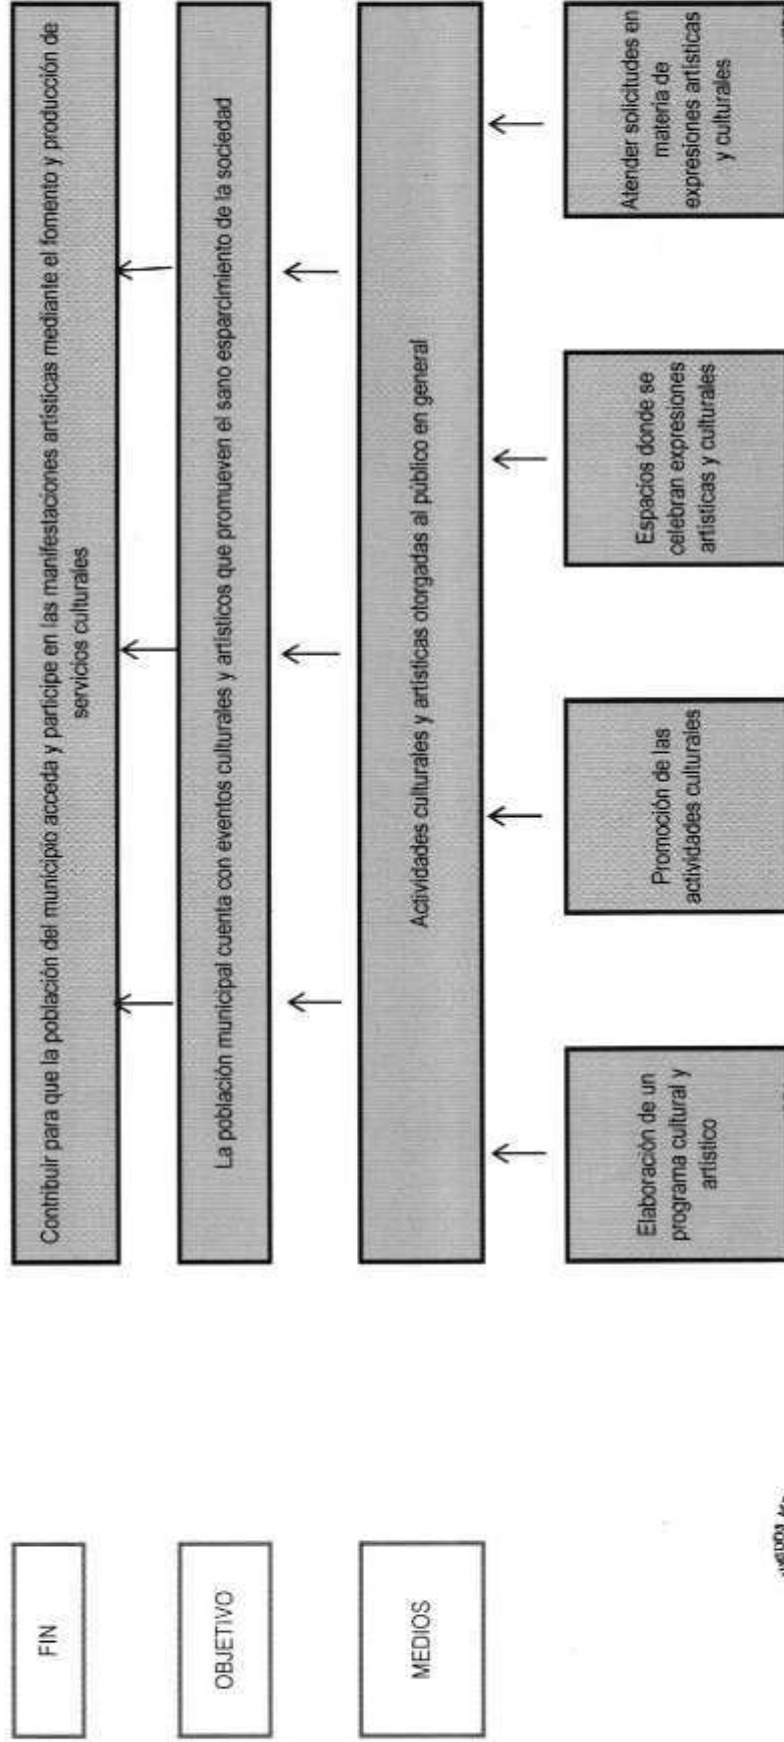 FIN
Contribuir para que la población del municipio acceda y participe en las manifestaciones artísticas mediante el fomento y producción de
servicios culturales
OBJETIVO
La población municipal cuenta con eventos culturales y artísticos que promueven el sano esparcimiento de la sociedad
MEDIOS
Actividades culturales y artísticas otorgadas al público en general
Elaboración de un
programa cultural y
artístico
Promoción de las
actividades culturales
Espacios donde se
celebran expresiones
artísticas y culturales
Atender solicitudes en
materia de
expresiones artísticas
y culturales